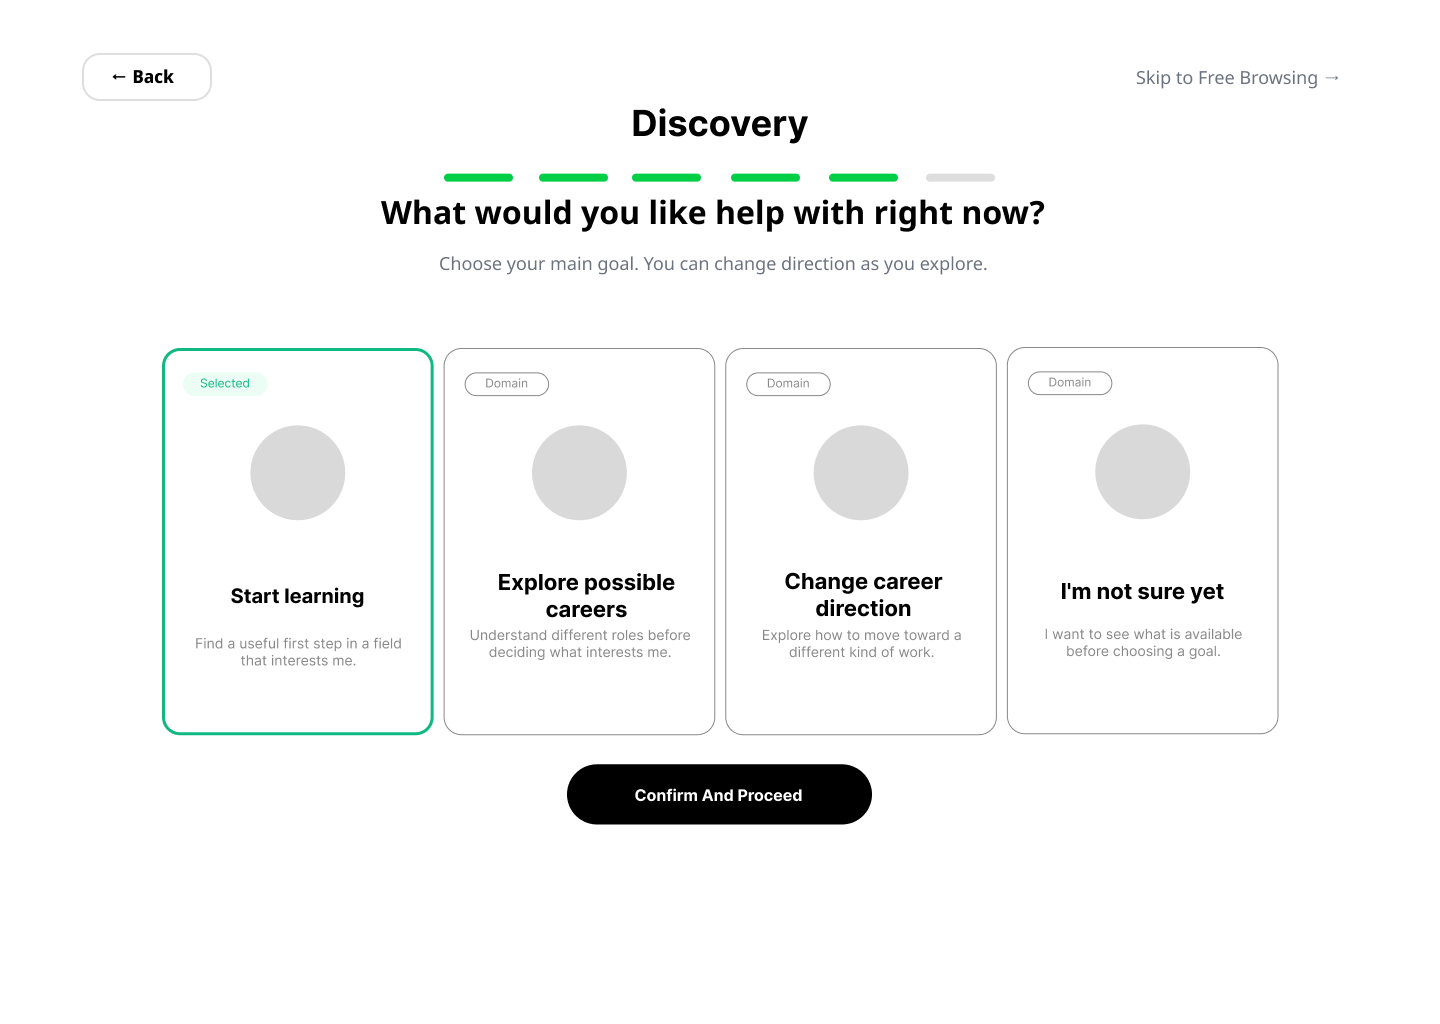 ← Back
Skip to Free Browsing →
Discovery
What would you like help with right now?
Choose your main goal. You can change direction as you explore.
Selected
Start learning
Find a useful first step in a field
that interests me.
Domain
Explore possible
careers
Understand different roles before
deciding what interests me.
Domain
Change career
direction
Explore how to move toward a
different kind of work.
Domain
I'm not sure yet
I want to see what is available
before choosing a goal.
Confirm And Proceed